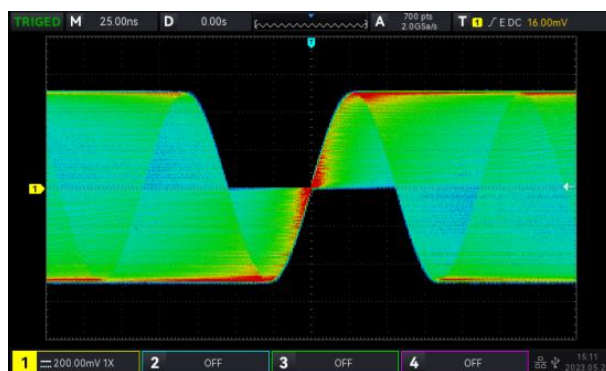 TRIGED M 25.00ns D 0.00s A 700 pts 2.0GSa/s T 1 E DC 16.00mV
1
1 200.00mV 1X 2 OFF 3 OFF 4 OFF 15:11